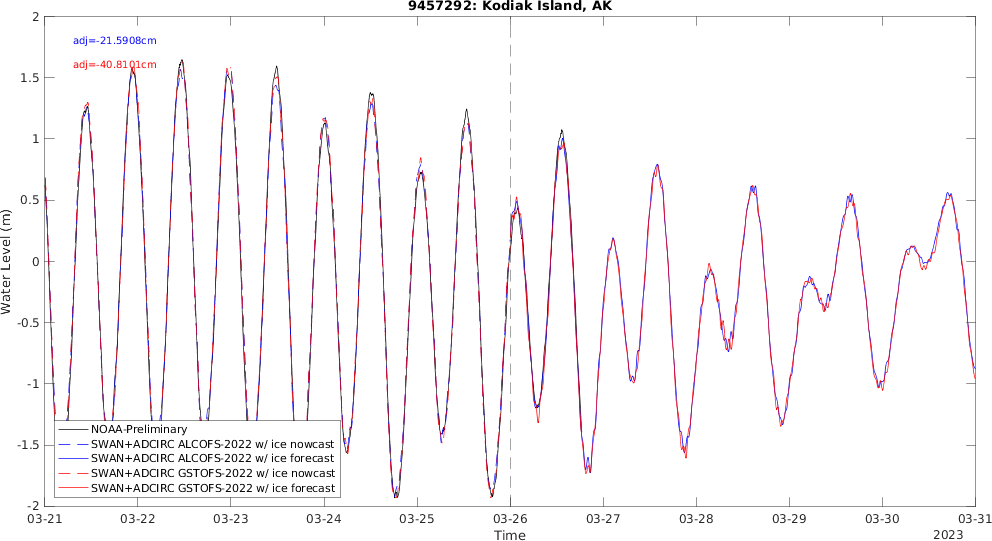 9457292: Kodiak Island, AK
adj=-21.5908cm
adj=-40.8101cm
Water Level (m)
2
1.5
1
0.5
0
-0.5
-1
-1.5
-2
NOAA-Preliminary
SWAN+ADCIRC ALCOFS-2022 w/ ice nowcast
SWAN+ADCIRC ALCOFS-2022 w/ ice forecast
SWAN+ADCIRC GSTOFS-2022 w/ ice nowcast
SWAN+ADCIRC GSTOFS-2022 w/ ice forecast
03-21 03-22 03-23 03-24 03-25 03-26 03-27 03-28 03-29 03-30 03-31
Time
2023